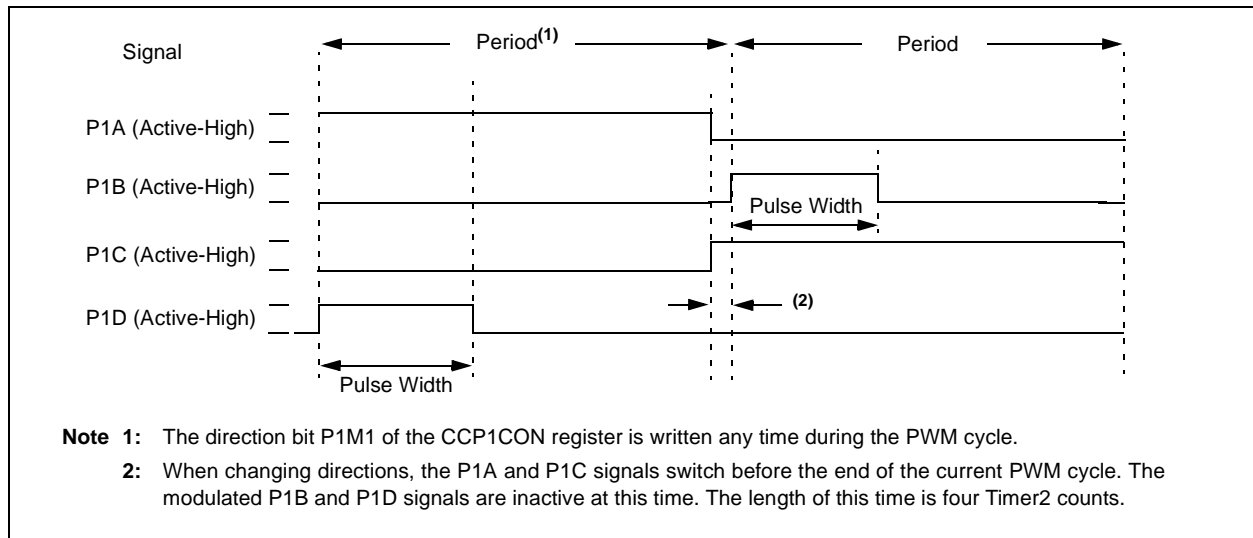 Signal
Period(1)
Period
P1A (Active-High)
P1B (Active-High)
Pulse Width
P1C (Active-High)
(2)
P1D (Active-High)
Pulse Width
Note 1: The direction bit P1M1 of the CCP1CON register is written any time during the PWM cycle.
2: When changing directions, the P1A and P1C signals switch before the end of the current PWM cycle. The
modulated P1B and P1D signals are inactive at this time. The length of this time is four Timer2 counts.